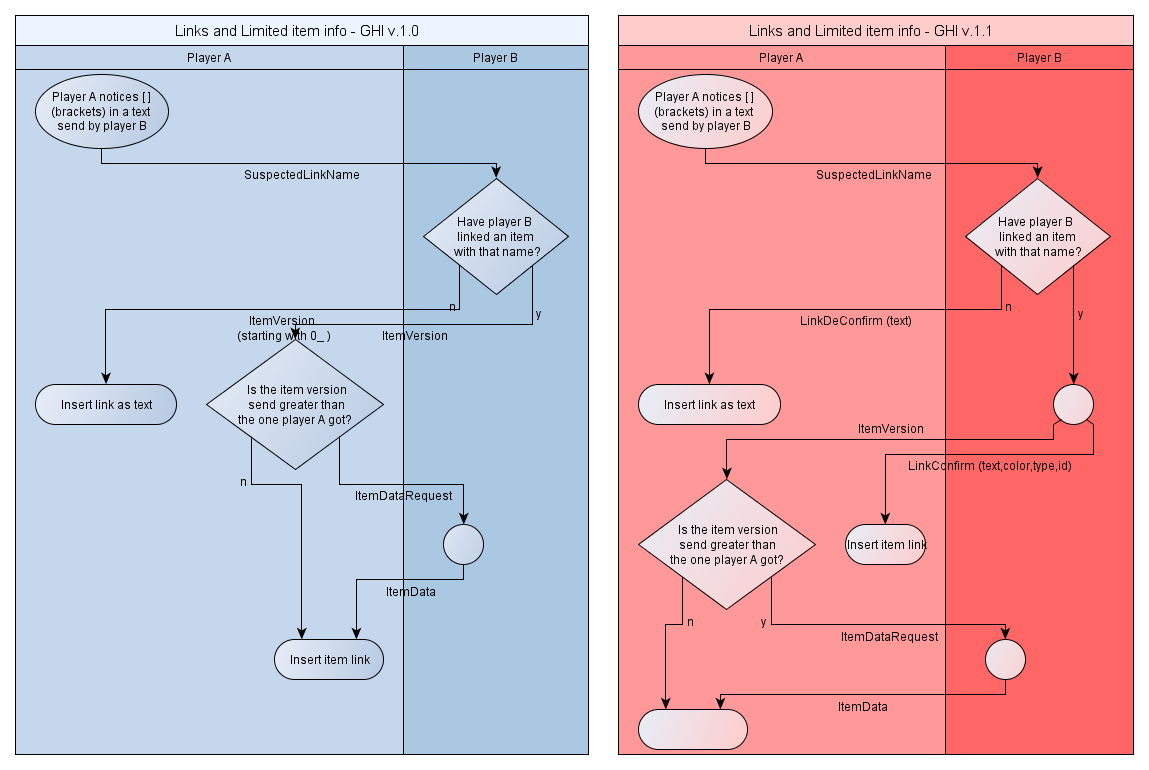 Links and Limited item info - GHI v.1.0
Player A
Player B
Player A notices [ ]
(brackets) in a text
send by player B
SuspectedLinkName
Have player B
linked an item
with that name?
n
y
ItemVersion
(starting with 0_ )
ItemVersion
Insert link as text
Is the item version
send greater than
the one player A got?
n
ItemDataRequest
ItemData
Insert item link
Links and Limited item info - GHI v.1.1
Player A
Player B
Player A notices [ ]
(brackets) in a text
send by player B
SuspectedLinkName
Have player B
linked an item
with that name?
n
y
LinkDeConfirm (text)
Insert link as text
ItemVersion
LinkConfirm (text,color,type,id)
Is the item version
send greater than
the one player A got?
Insert item link
n
y
ItemDataRequest
ItemData